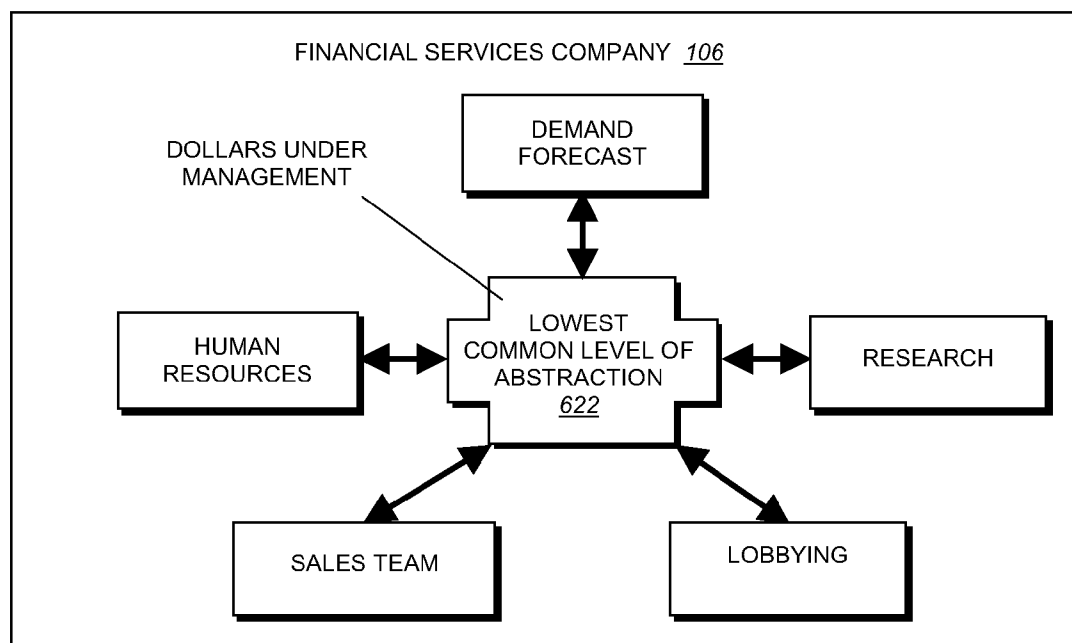 FINANCIAL SERVICES COMPANY 106
DEMAND
FORECAST
DOLLARS UNDER
MANAGEMENT
HUMAN
RESOURCES
LOWEST
COMMON LEVEL OF
ABSTRACTION
622
RESEARCH
SALES TEAM
LOBBYING